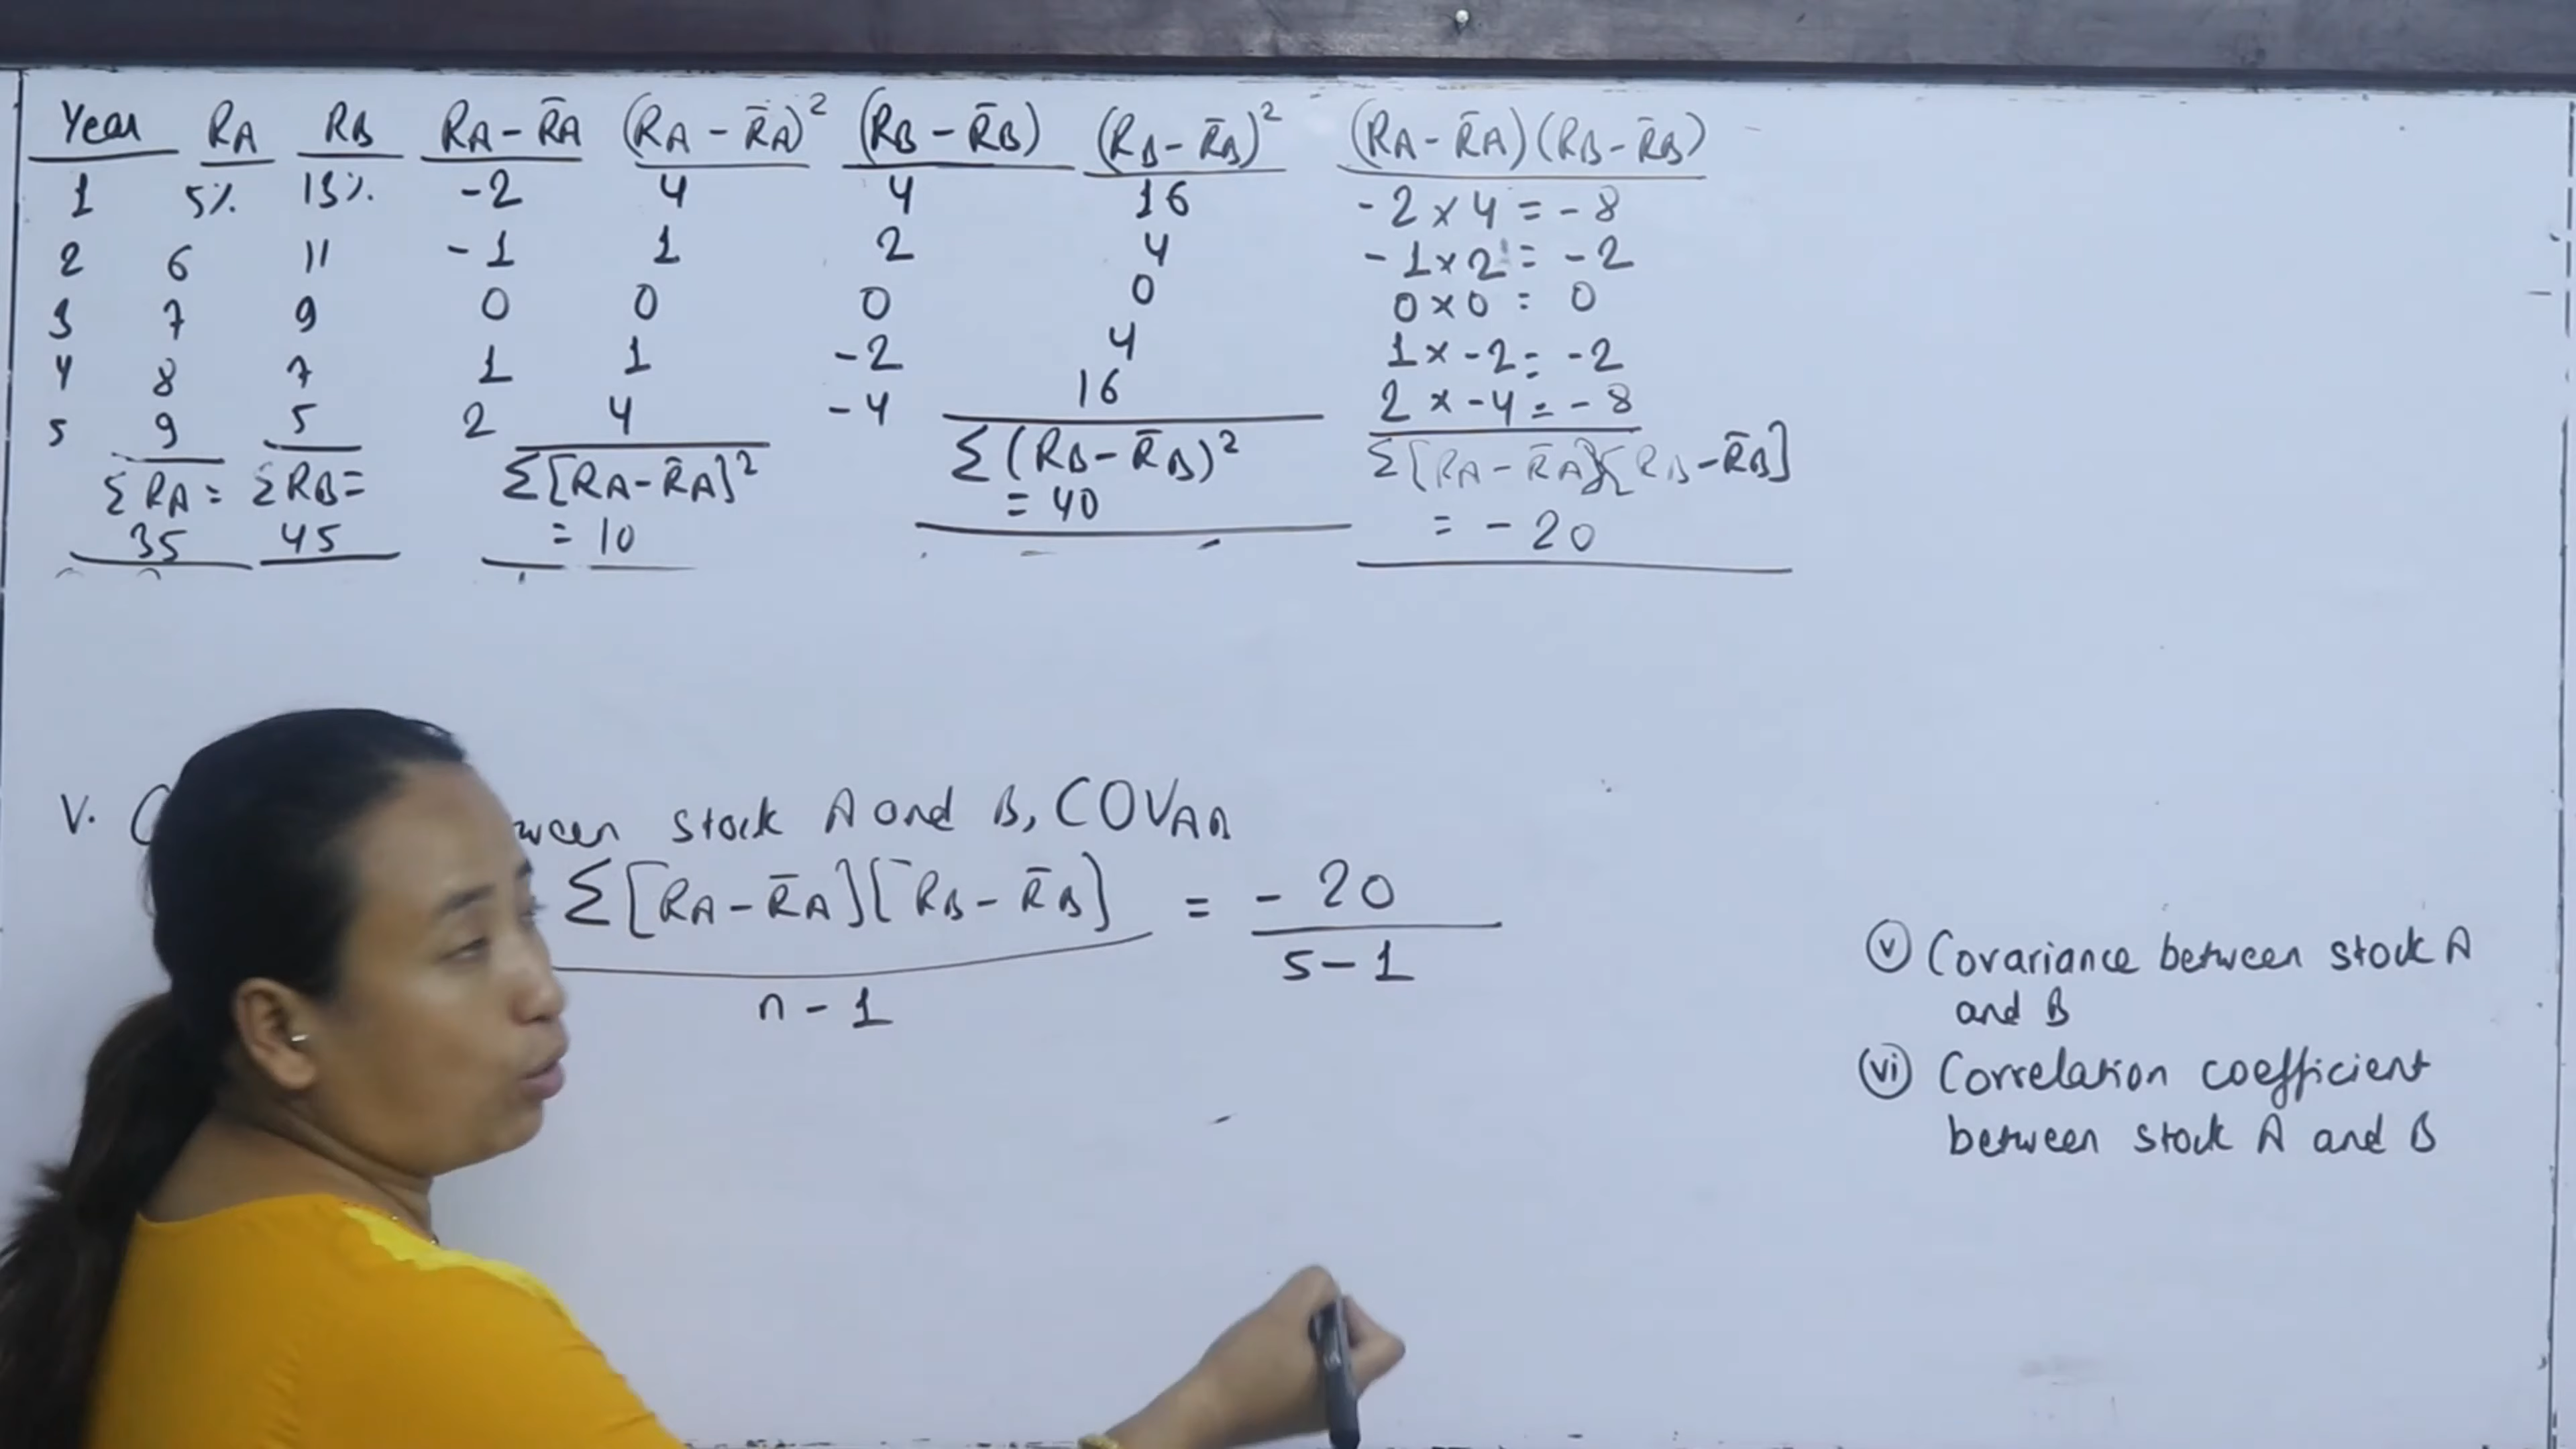 Year RA RB RA - R̄A (RA - R̄A)² (RB - R̄B) (RB - R̄B)² (RA - R̄A)(RB - R̄B)
1 5% 13% -2 4 4 16 -2 × 4 = -8
2 6 11 -1 1 2 4 -1 × 2 = -2
3 7 9 0 0 0 0 0 × 0 = 0
4 8 7 1 1 -2 4 1 × -2 = -2
5 9 5 2 4 -4 16 2 × -4 = -8
Σ RA = Σ RB = Σ[RA - R̄A]² Σ(RB - R̄B)² Σ[RA - R̄A][RB - R̄B]
35 45 = 10 = 40 = -20
V. stock A and B, COVAB
Σ[RA - R̄A][RB - R̄B] = -20
n - 1 5 - 1
(v) Covariance between stock A
and B
(vi) Correlation coefficient
between stock A and B